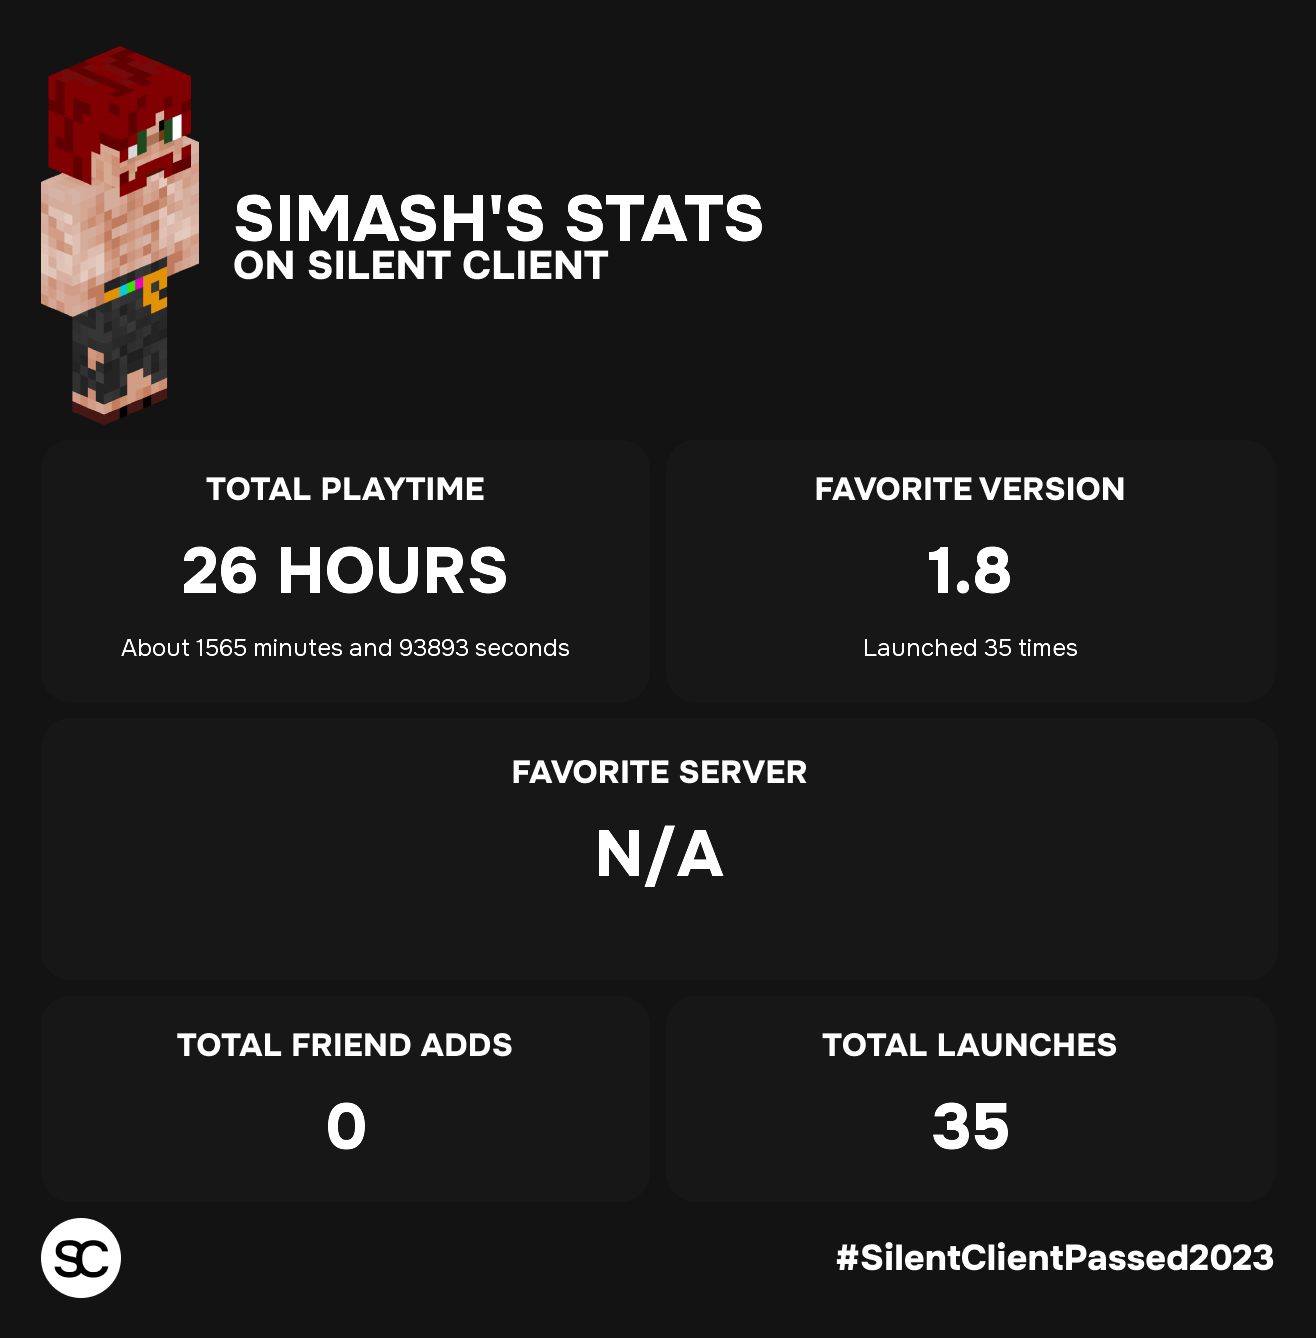 SIMASH'S STATS
ON SILENT CLIENT
TOTAL PLAYTIME
26 HOURS
About 1565 minutes and 93893 seconds
FAVORITE VERSION
1.8
Launched 35 times
FAVORITE SERVER
N/A
TOTAL FRIEND ADDS
0
TOTAL LAUNCHES
35
SC
#SilentClientPassed2023